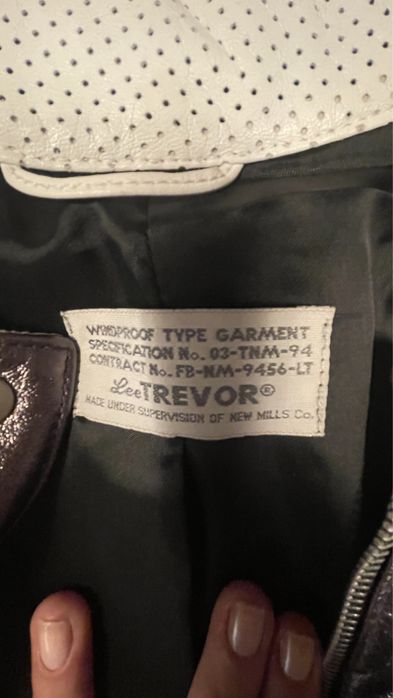 WINDPROOF TYPE GARMENT
SPECIFICATION No. 03-TNM-94
CONTRACT No. FB-NM-9456-LT
Lee TREVOR®
MADE UNDER SUPERVISION OF NEW MILLS Co.